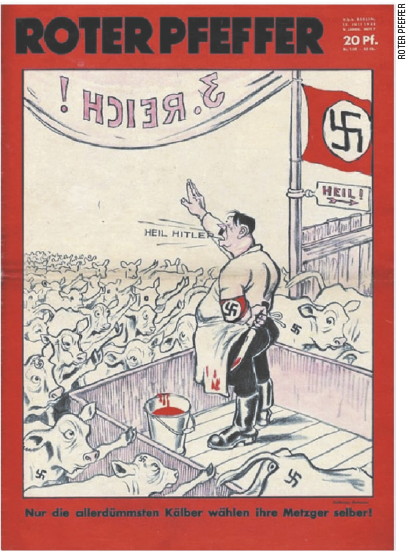 ROTER PFEFFER
BERLIN,
20 Pf.
3. REICH !
HEIL!
HEIL HITLER
Nur die allerdümmsten Kälber wählen ihre Metzger selber!
ROTER PFEFFER